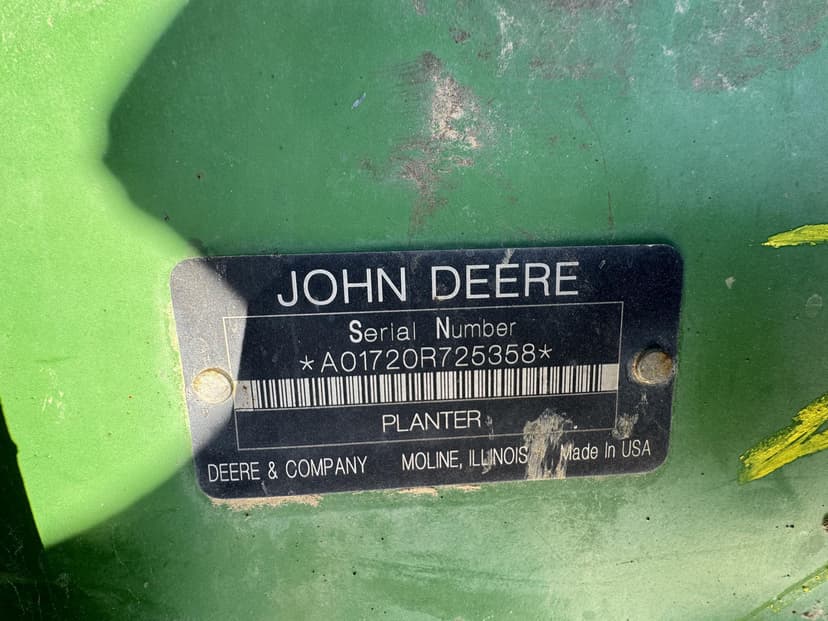 JOHN DEERE
Serial Number
*A01720R725358*
PLANTER
DEERE & COMPANY MOLINE, ILLINOIS Made In USA